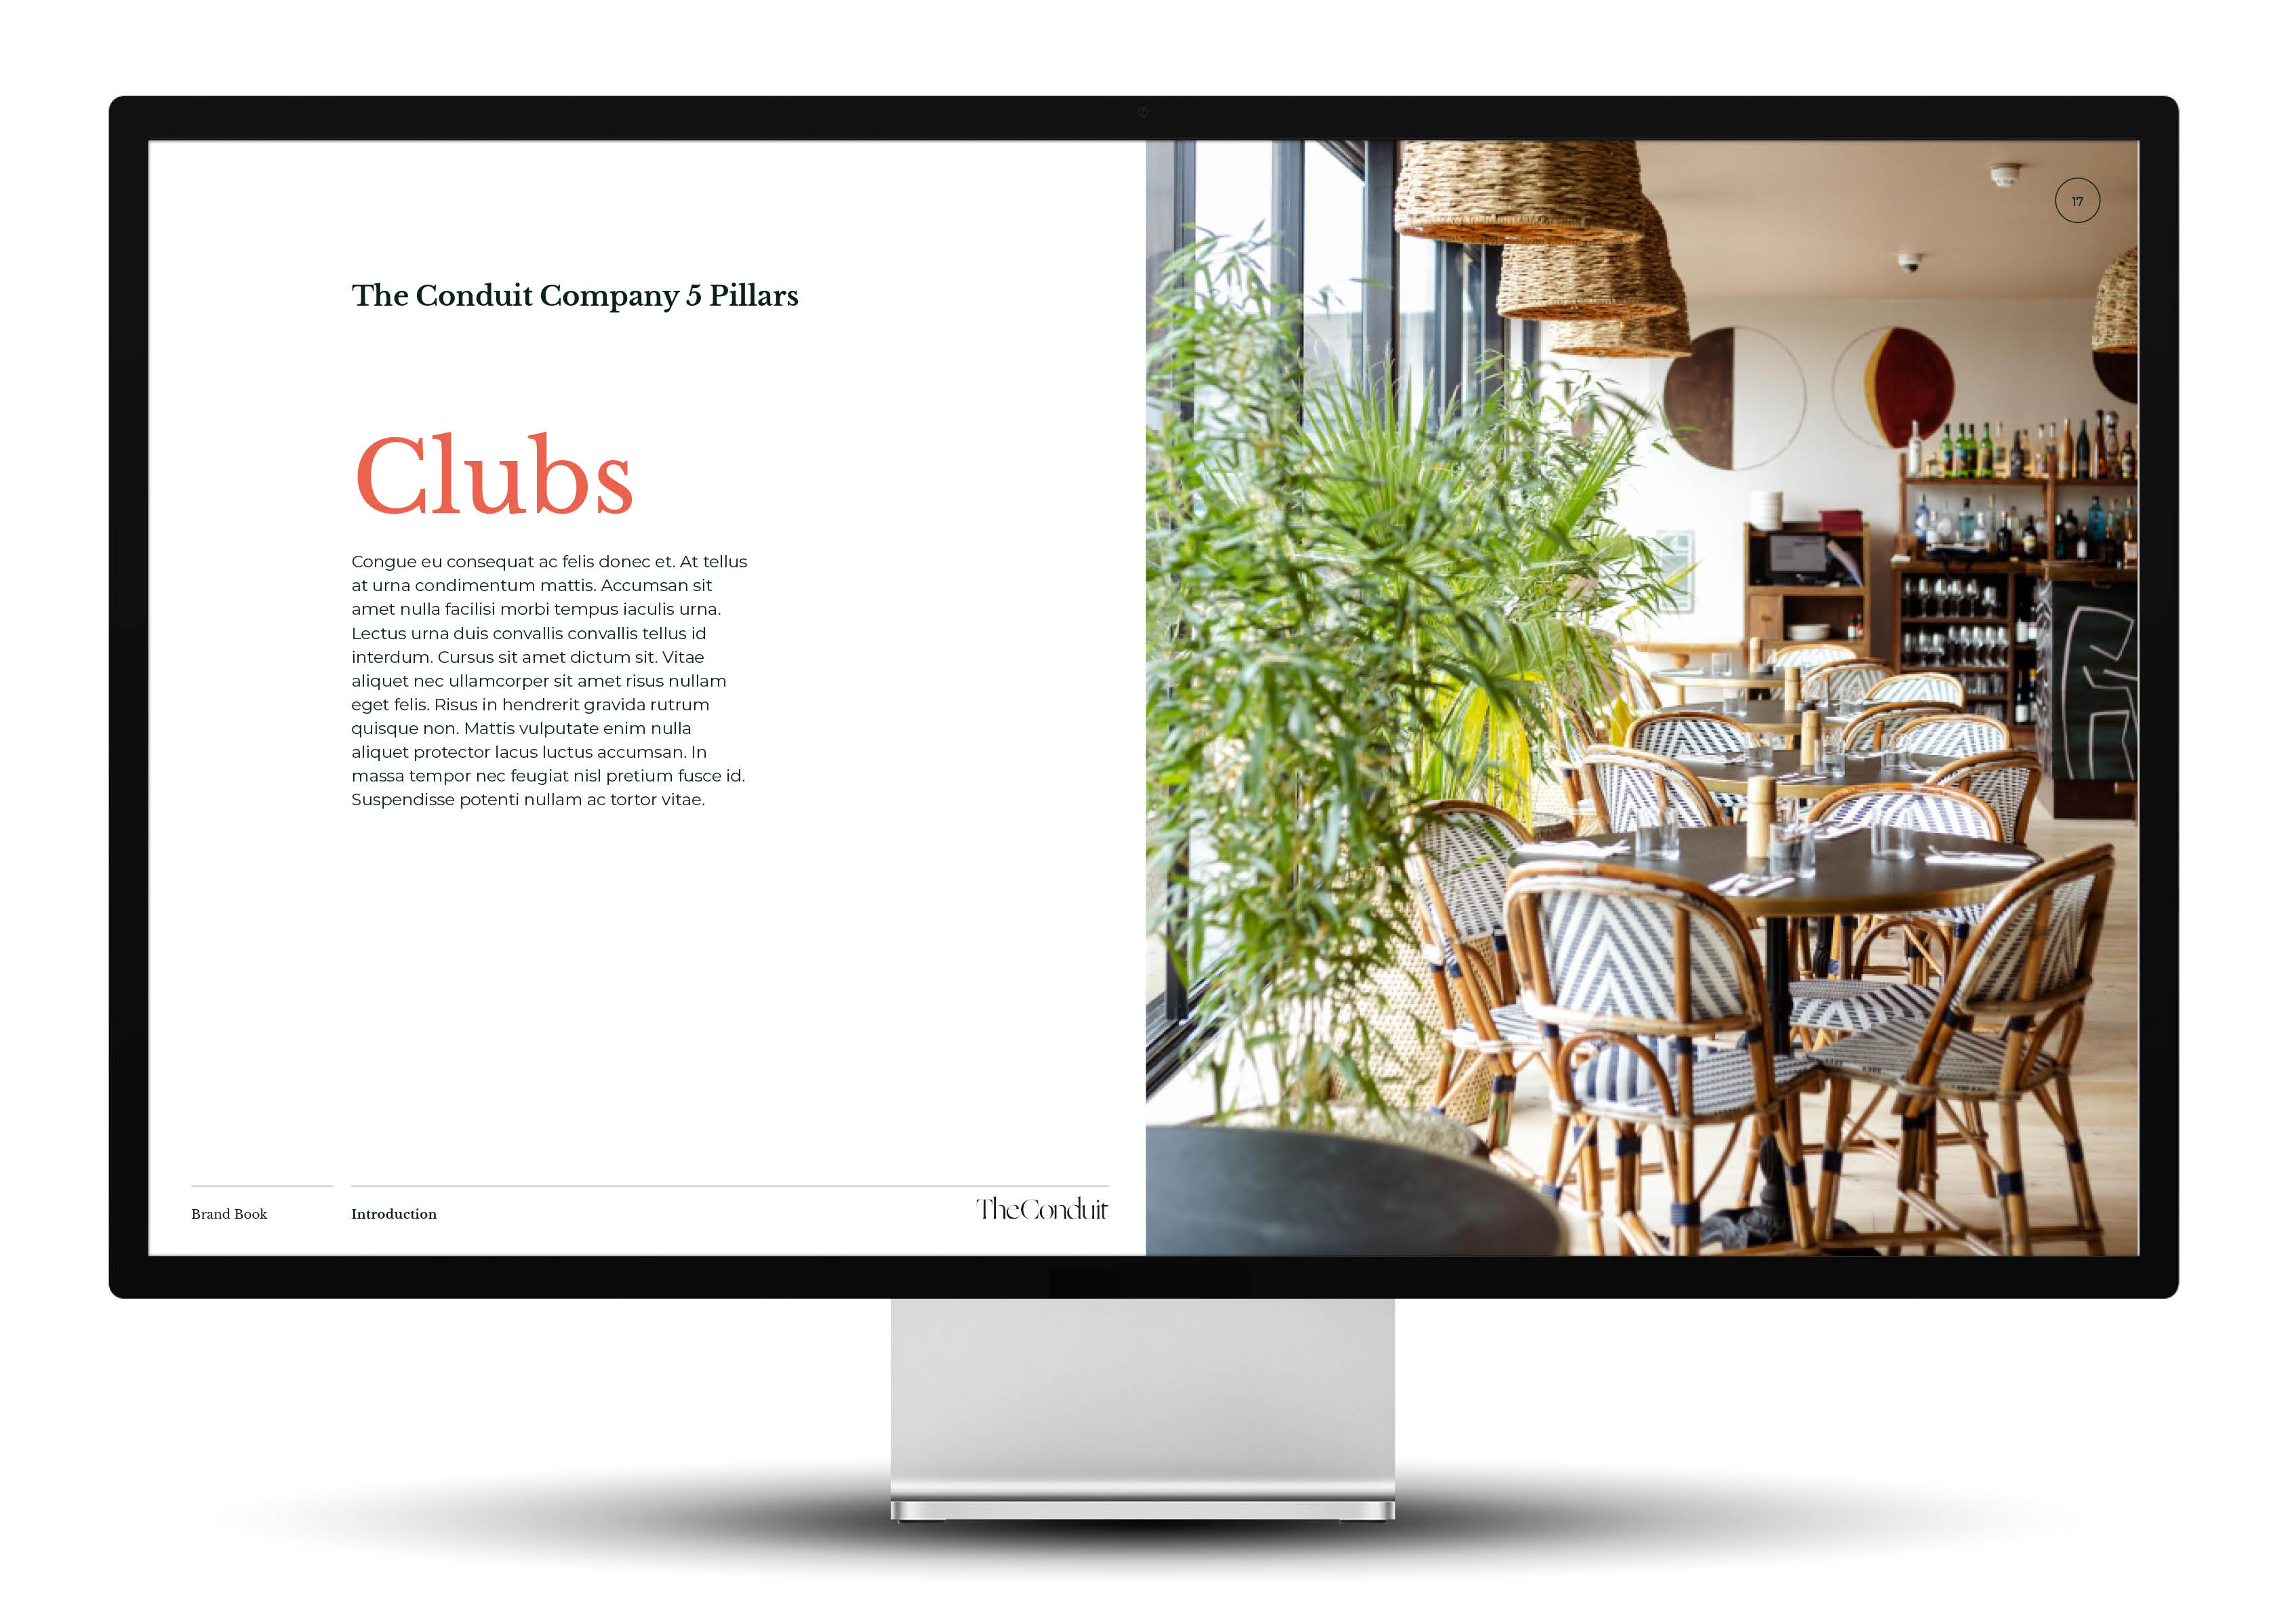 17
The Conduit Company 5 Pillars
Clubs
Congue eu consequat ac felis donec et. At tellus
at urna condimentum mattis. Accumsan sit
amet nulla facilisi morbi tempus iaculis urna.
Lectus urna duis convallis convallis tellus id
interdum. Cursus sit amet dictum sit. Vitae
aliquet nec ullamcorper sit amet risus nullam
eget felis. Risus in hendrerit gravida rutrum
quisque non. Mattis vulputate enim nulla
aliquet protector lacus luctus accumsan. In
massa tempor nec feugiat nisl pretium fusce id.
Suspendisse potenti nullam ac tortor vitae.
Brand Book
Introduction
TheConduit